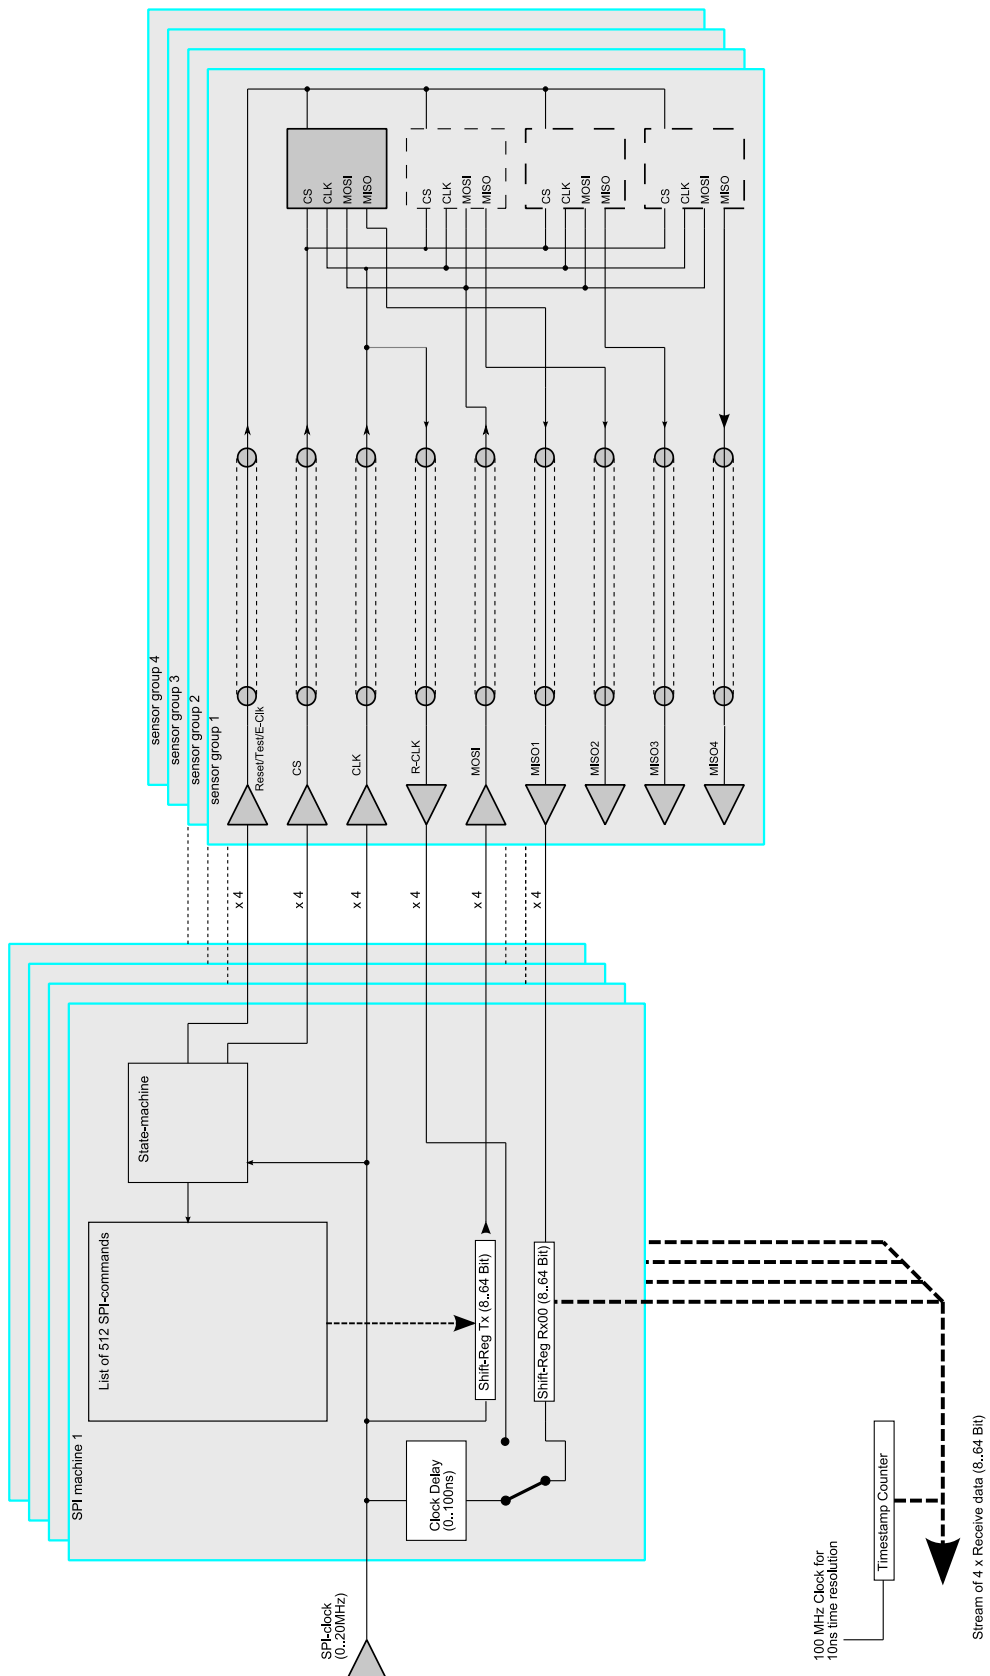 sensor group 4
sensor group 3
sensor group 2
sensor group 1
CS
CLK
MOSI
MISO
CS
CLK
MOSI
MISO
CS
CLK
MOSI
MISO
CS
CLK
MOSI
MISO
Reset/Test/E-Clk
CS
CLK
R-CLK
MOSI
MISO1
MISO2
MISO3
MISO4
x 4
x 4
x 4
x 4
x 4
x 4
SPI machine 1
State-machine
List of 512 SPI-commands
Shift-Reg Tx (8..64 Bit)
Shift-Reg Rx00 (8..64 Bit)
Clock Delay
(0..100ns)
SPI-clock
(0..20MHz)
100 MHz Clock for
10ns time resolution
Timestamp Counter
Stream of 4 x Receive data (8..64 Bit)